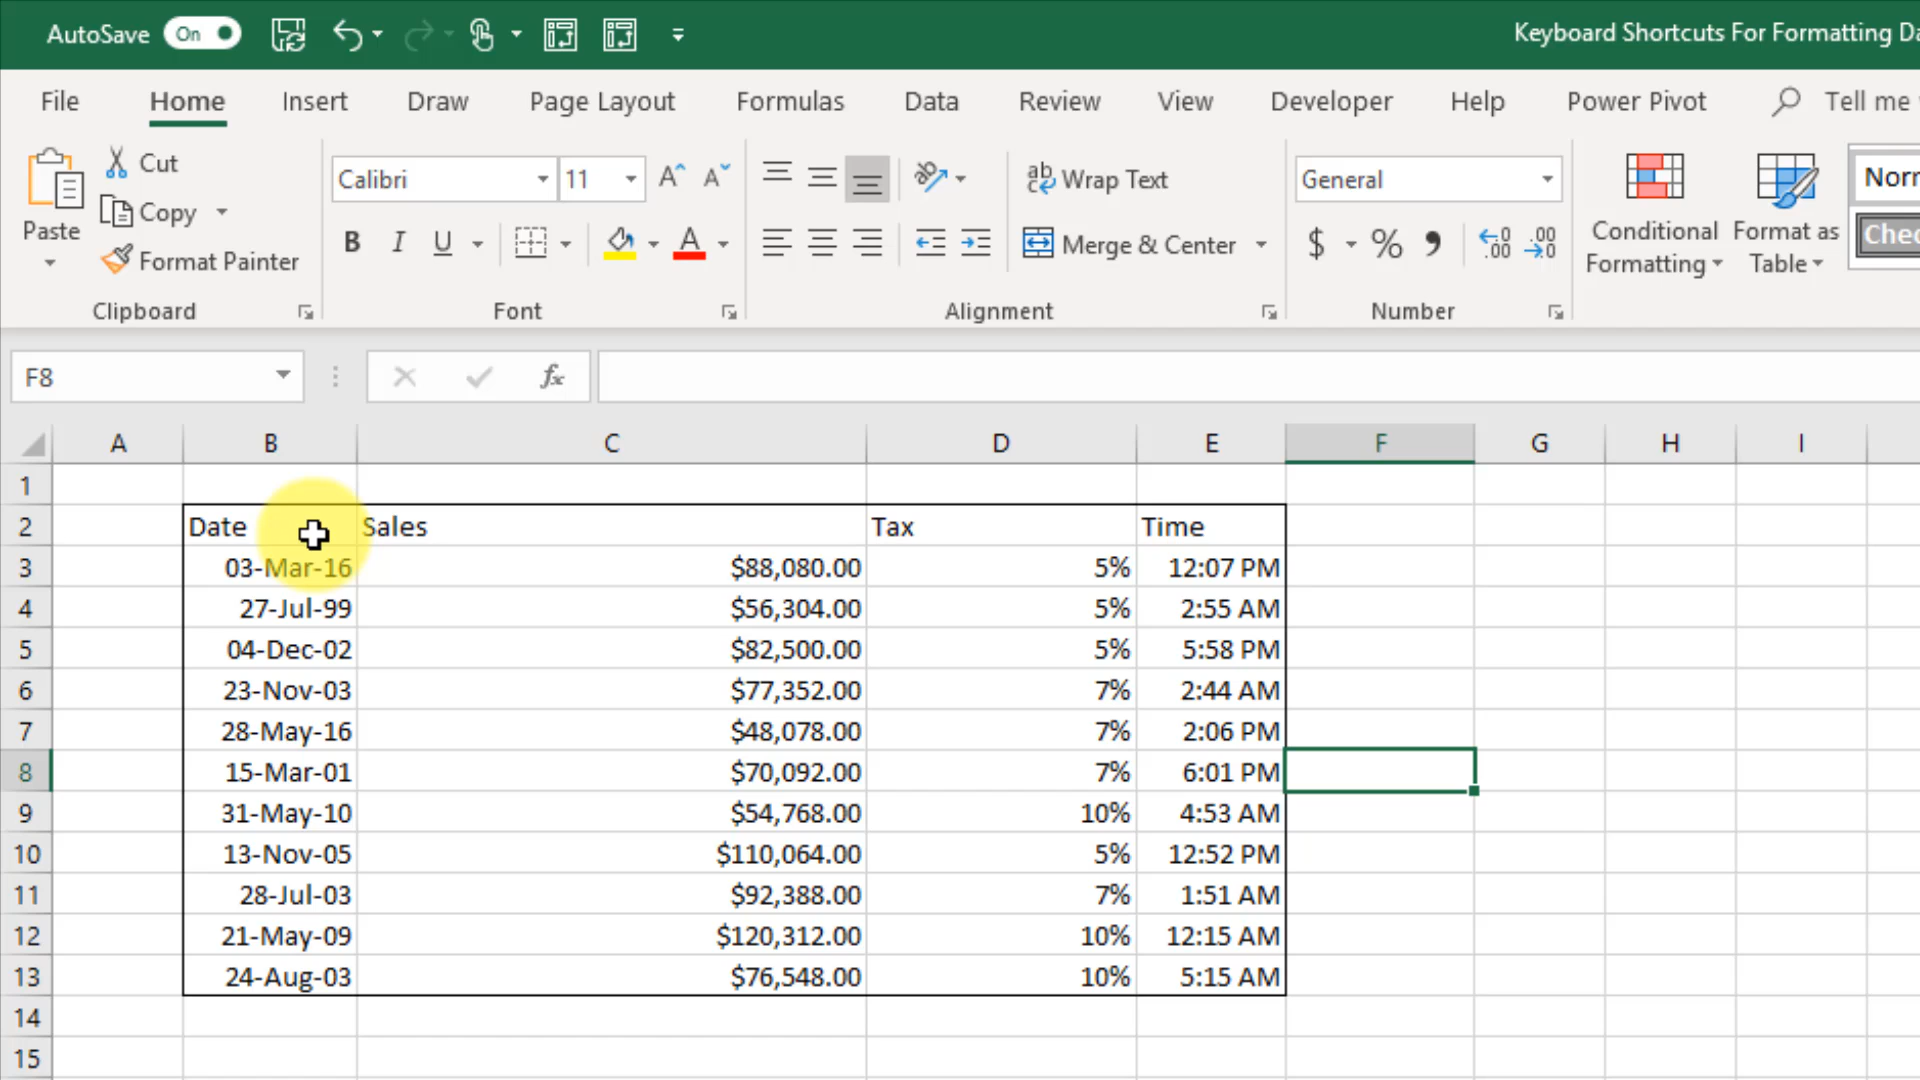 AutoSave On Keyboard Shortcuts For Formatting Da
File Home Insert Draw Page Layout Formulas Data Review View Developer Help Power Pivot Tell me
Paste Cut Copy Format Painter
Clipboard
Calibri 11 A A
B I U A
Font
ab Wrap Text
Merge & Center
Alignment
General
$ % , .00 .00
Number
Conditional Formatting
Format as Table
Norr
Chec
F8 fx
A B C D E F G H I
1
2 Date Sales Tax Time
3 03-Mar-16 $88,080.00 5% 12:07 PM
4 27-Jul-99 $56,304.00 5% 2:55 AM
5 04-Dec-02 $82,500.00 5% 5:58 PM
6 23-Nov-03 $77,352.00 7% 2:44 AM
7 28-May-16 $48,078.00 7% 2:06 PM
8 15-Mar-01 $70,092.00 7% 6:01 PM
9 31-May-10 $54,768.00 10% 4:53 AM
10 13-Nov-05 $110,064.00 5% 12:52 PM
11 28-Jul-03 $92,388.00 7% 1:51 AM
12 21-May-09 $120,312.00 10% 12:15 AM
13 24-Aug-03 $76,548.00 10% 5:15 AM
14
15